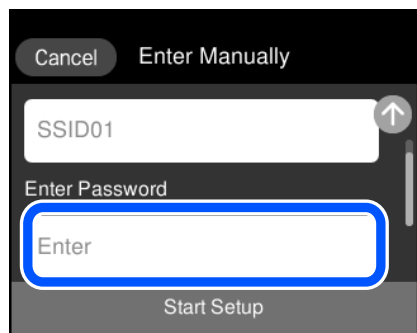 Cancel Enter Manually
SSID01
Enter Password
Enter
Start Setup